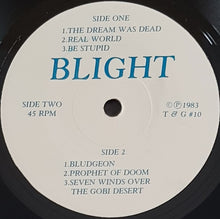 SIDE ONE
1.THE DREAM WAS DEAD
2.REAL WORLD
3.BE STUPID
BLIGHT
SIDE TWO
45 RPM
©℗1983
T & G #10
SIDE 2
1.BLUDGEON
2.PROPHET OF DOOM
3.SEVEN WINDS OVER
THE GOBI DESERT